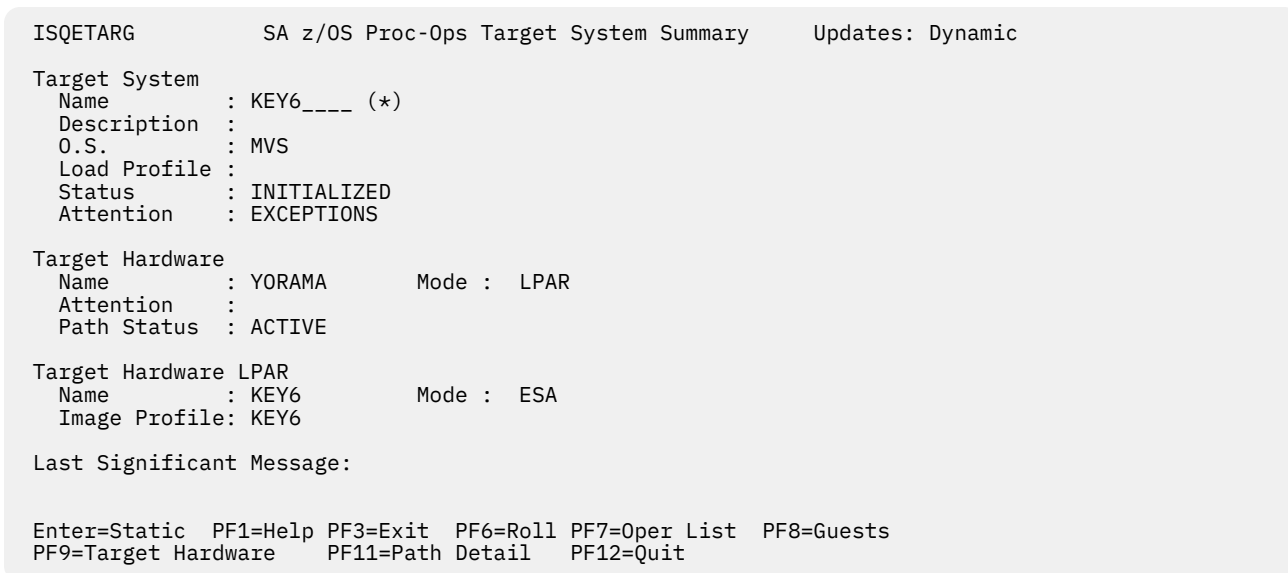 ISQETARG SA z/OS Proc-Ops Target System Summary Updates: Dynamic
Target System
Name : KEY6____ (*)
Description :
O.S. : MVS
Load Profile :
Status : INITIALIZED
Attention : EXCEPTIONS
Target Hardware
Name : YORAMA Mode : LPAR
Attention :
Path Status : ACTIVE
Target Hardware LPAR
Name : KEY6 Mode : ESA
Image Profile: KEY6
Last Significant Message:
Enter=Static PF1=Help PF3=Exit PF6=Roll PF7=Oper List PF8=Guests
PF9=Target Hardware PF11=Path Detail PF12=Quit